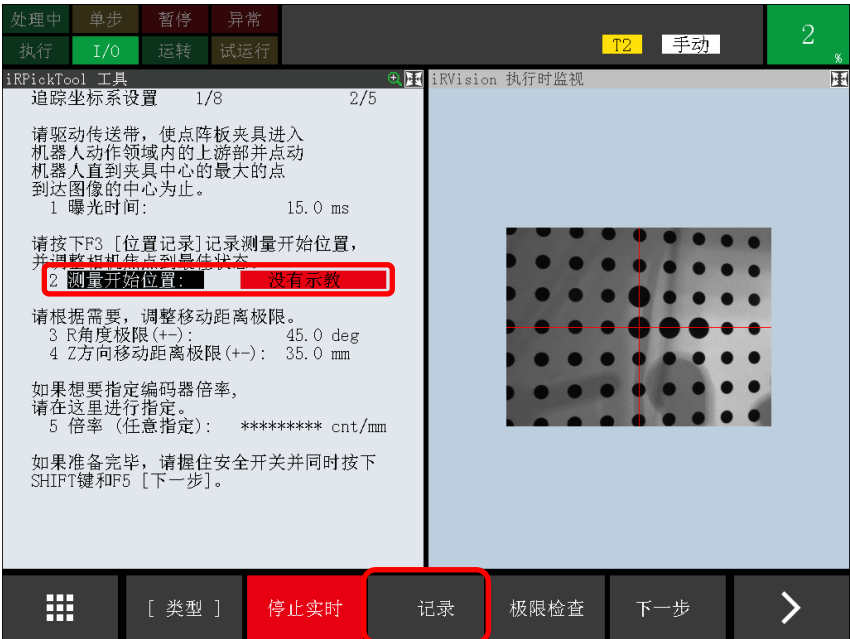 处理中 单步 暂停 异常
执行 I/O 运转 试运行
T2 手动
2 %
iRPickTool 工具
追踪坐标系设置 1/8 2/5
请驱动传送带，使点阵板夹具进入
机器人动作领域内的上游部并点动
机器人直到夹具中心的最大的点
到达图像的中心为止。
1 曝光时间: 15.0 ms
请按下F3 [位置记录]记录测量开始位置，
并调整相机焦点到最佳状态。
2 测量开始位置: 没有示教
请根据需要，调整移动距离极限。
3 R角度极限(+-): 45.0 deg
4 Z方向移动距离极限(+-): 35.0 mm
如果想要指定编码器倍率,
请在这里进行指定。
5 倍率 (任意指定): ********* cnt/mm
如果准备完毕，请握住安全开关并同时按下
SHIFT键和F5 [下一步]。
iRVision 执行时监视
[ 类型 ] 停止实时 记录 极限检查 下一步